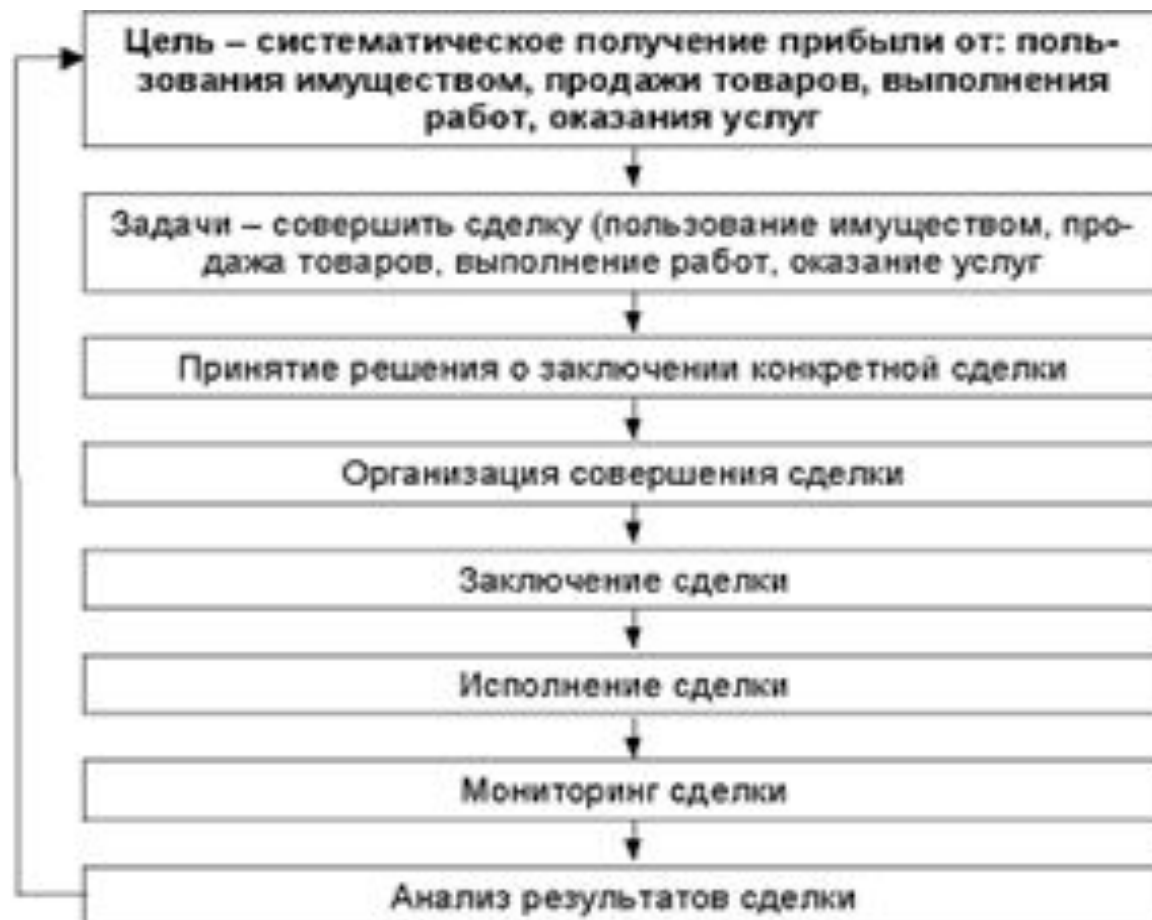 Цель – систематическое получение прибыли от: поль-
зования имуществом, продажи товаров, выполнения
работ, оказания услуг
Задачи – совершить сделку (пользование имуществом, про-
дажа товаров, выполнение работ, оказание услуг
Принятие решения о заключении конкретной сделки
Организация совершения сделки
Заключение сделки
Исполнение сделки
Мониторинг сделки
Анализ результатов сделки